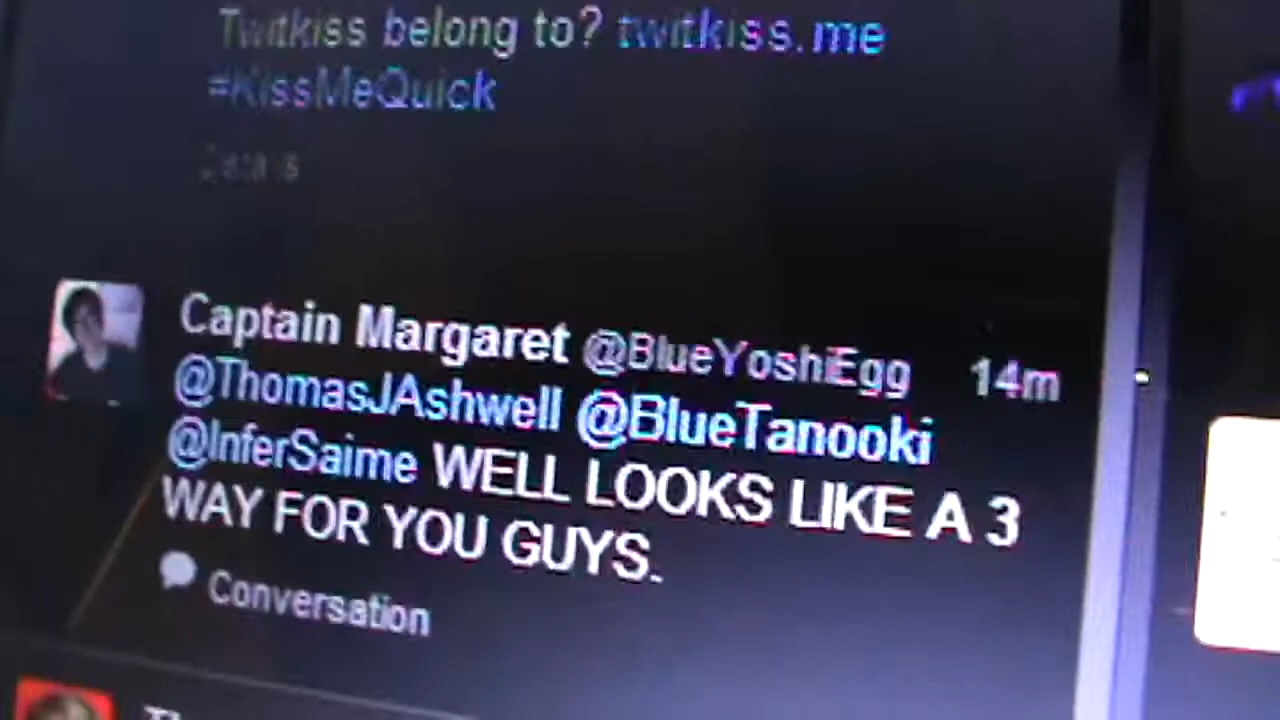 Twitkiss belong to? twitkiss.me
#KissMeQuick
Details
Captain Margaret @BlueYoshiEgg 14m
@ThomasJAshwell @BlueTanooki
@InferSaime WELL LOOKS LIKE A 3
WAY FOR YOU GUYS.
Conversation